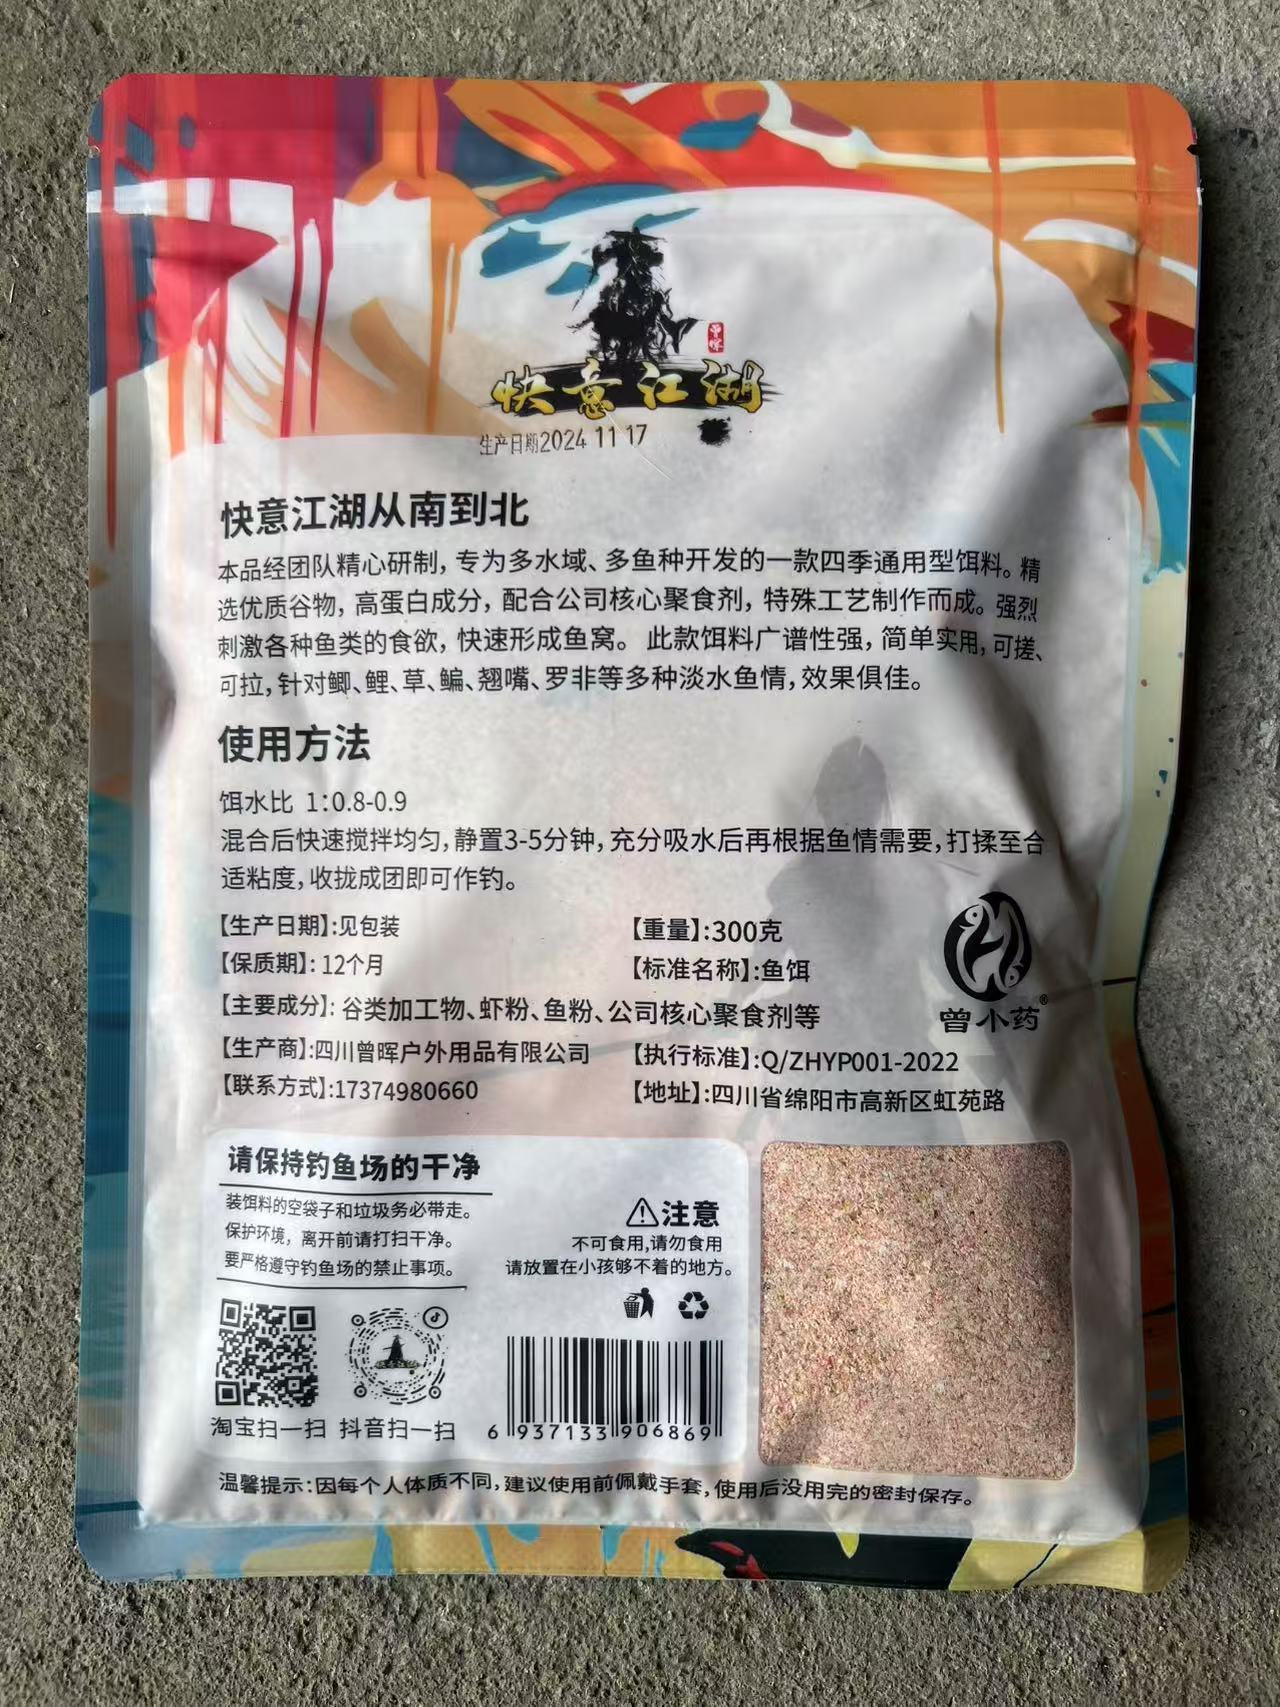 快意江湖
生产日期2024 11 17
快意江湖从南到北
本品经团队精心研制，专为多水域、多鱼种开发的一款四季通用型饵料。精
选优质谷物，高蛋白成分，配合公司核心聚食剂，特殊工艺制作而成。强烈
刺激各种鱼类的食欲，快速形成鱼窝。 此款饵料广谱性强，简单实用，可搓、
可拉，针对鲫、鲤、草、鳊、翘嘴、罗非等多种淡水鱼情，效果俱佳。
使用方法
饵水比 1:0.8-0.9
混合后快速搅拌均匀，静置3-5分钟，充分吸水后再根据鱼情需要，打揉至合
适粘度，收拢成团即可作钓。
【生产日期】:见包装 【重量】:300克
【保质期】: 12个月 【标准名称】:鱼饵
【主要成分】: 谷类加工物、虾粉、鱼粉、公司核心聚食剂等
曾小药®
【生产商】:四川曾晖户外用品有限公司 【执行标准】:Q/ZHYP001-2022
【联系方式】:17374980660 【地址】:四川省绵阳市高新区虹苑路
请保持钓鱼场的干净
装饵料的空袋子和垃圾务必带走。
保护环境，离开前请打扫干净。
要严格遵守钓鱼场的禁止事项。
注意
不可食用,请勿食用
请放置在小孩够不着的地方。
淘宝扫一扫 抖音扫一扫
6 937133 906869
温馨提示:因每个人体质不同,建议使用前佩戴手套,使用后没用完的密封保存。